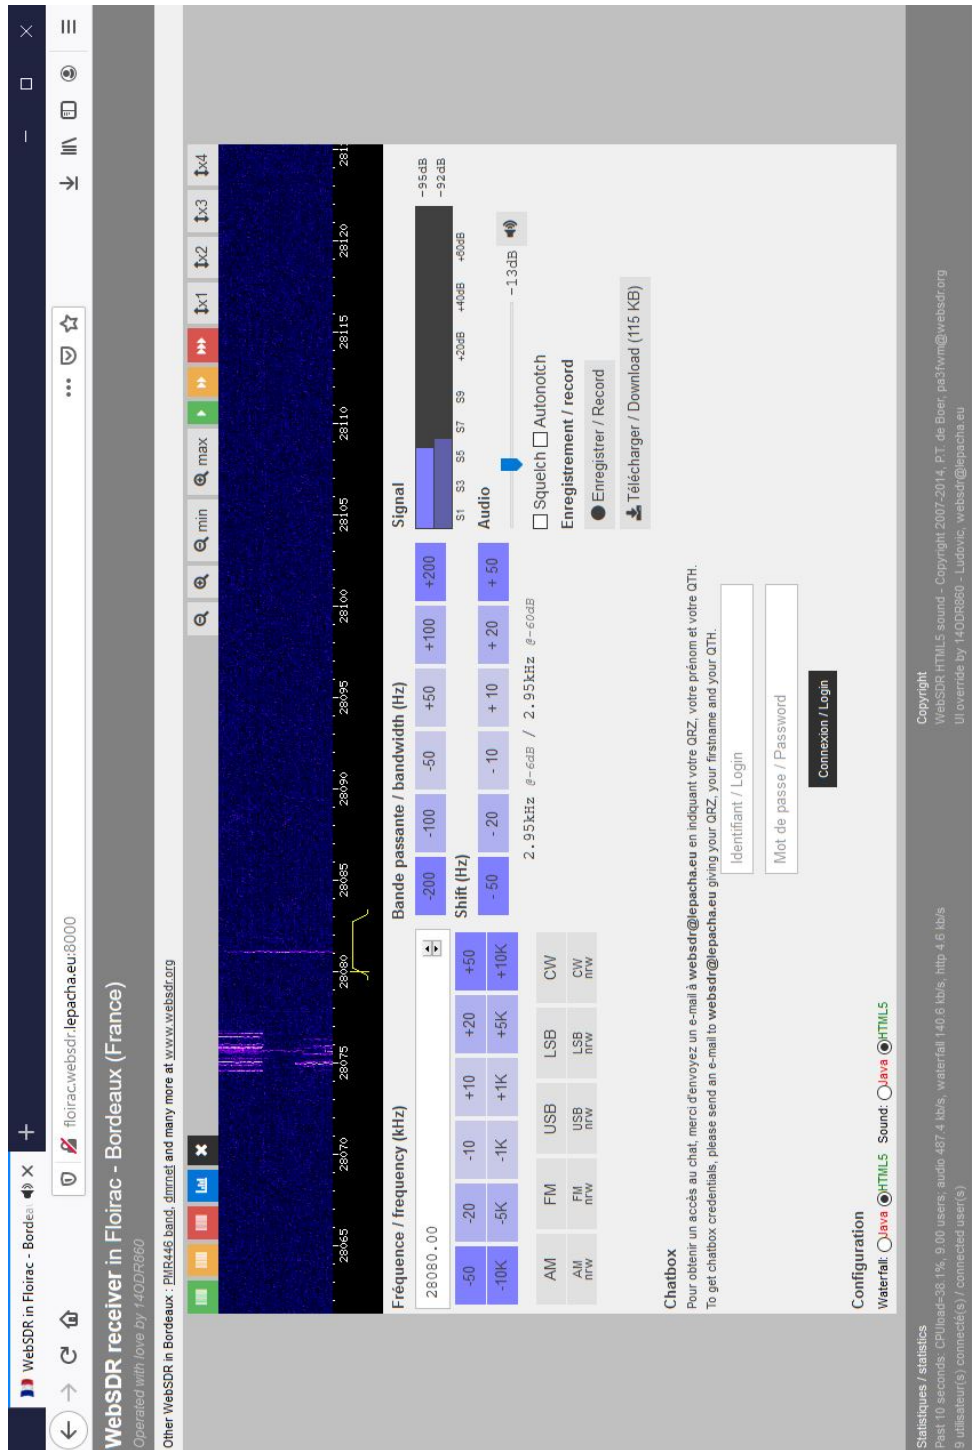 WebSDR in Floirac - Bordea
floirac.websdr.lepacha.eu:8000
WebSDR receiver in Floirac - Bordeaux (France)
Operated with love by 14ODR860
Other WebSDR in Bordeaux : PMR446 band, dmrnet and many more at www.websdr.org
min max x1 x2 x3 x4
28065 28070 28075 28080 28085 28090 28095 28100 28105 28110 28115 28120 281
Fréquence / frequency (kHz)
28080.00
-50 -20 -10 +10 +20 +50
-10K -5K -1K +1K +5K +10K
AM FM USB LSB CW
AM nrw FM nrw USB nrw LSB nrw CW nrw
Bande passante / bandwidth (Hz)
-200 -100 -50 +50 +100 +200
Shift (Hz)
- 50 - 20 - 10 + 10 + 20 + 50
2.95kHz @-6dB / 2.95kHz @-60dB
Signal
-95dB
-92dB
S1 S3 S5 S7 S9 +20dB +40dB +60dB
Audio
-13dB
Squelch Autonotch
Enregistrement / record
Enregistrer / Record
Télécharger / Download (115 KB)
Chatbox
Pour obtenir un accès au chat, merci d'envoyez un e-mail à websdr@lepacha.eu en indiquant votre QRZ, votre prénom et votre QTH.
To get chatbox credentials, please send an e-mail to websdr@lepacha.eu giving your QRZ, your firstname and your QTH.
Identifiant / Login
Mot de passe / Password
Connexion / Login
Configuration
Waterfall: Java HTML5 Sound: Java HTML5
Statistiques / statistics
Past 10 seconds: CPUload=38.1%, 9.00 users; audio 487.4 kb/s, waterfall 140.6 kb/s, http 4.6 kb/s
9 utilisateur(s) connecté(s) / connected user(s)
Copyright
WebSDR HTML5 sound - Copyright 2007-2014, P.T. de Boer, pa3fwm@websdr.org
UI override by 14ODR860 - Ludovic, websdr@lepacha.eu